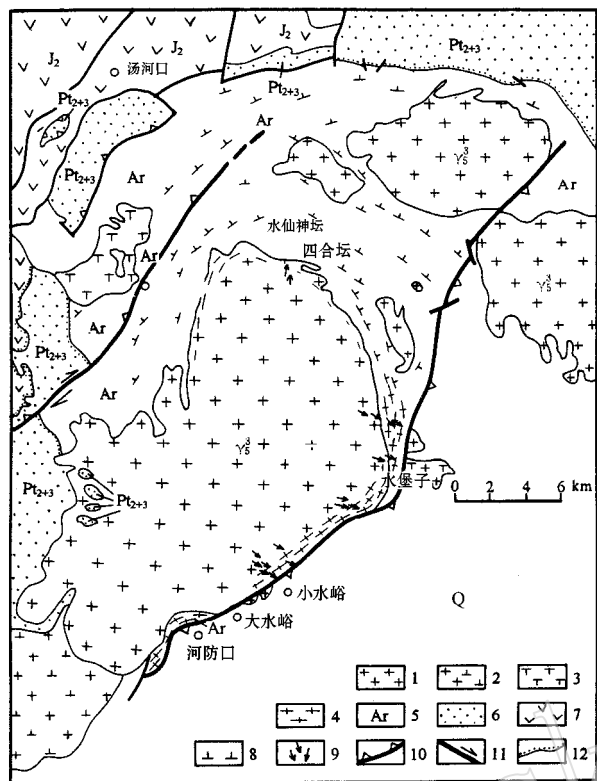 J₂
J₂
Pt₂₊₃
汤河口
Pt₂₊₃
Pt₂₊₃
Ar
γ₅³
Pt₂₊₃
Ar
Ar
水仙神坛
四合坛
Ar
γ₅³
Ar
Pt₂₊₃
Ar
γ₅³
Pt₂₊₃
水堡子
0 2 4 6 km
Pt₂₊₃
小水峪
Q
大水峪
Ar
河防口
1 2 3
4 Ar 5 6 7
8 9 10 11 12